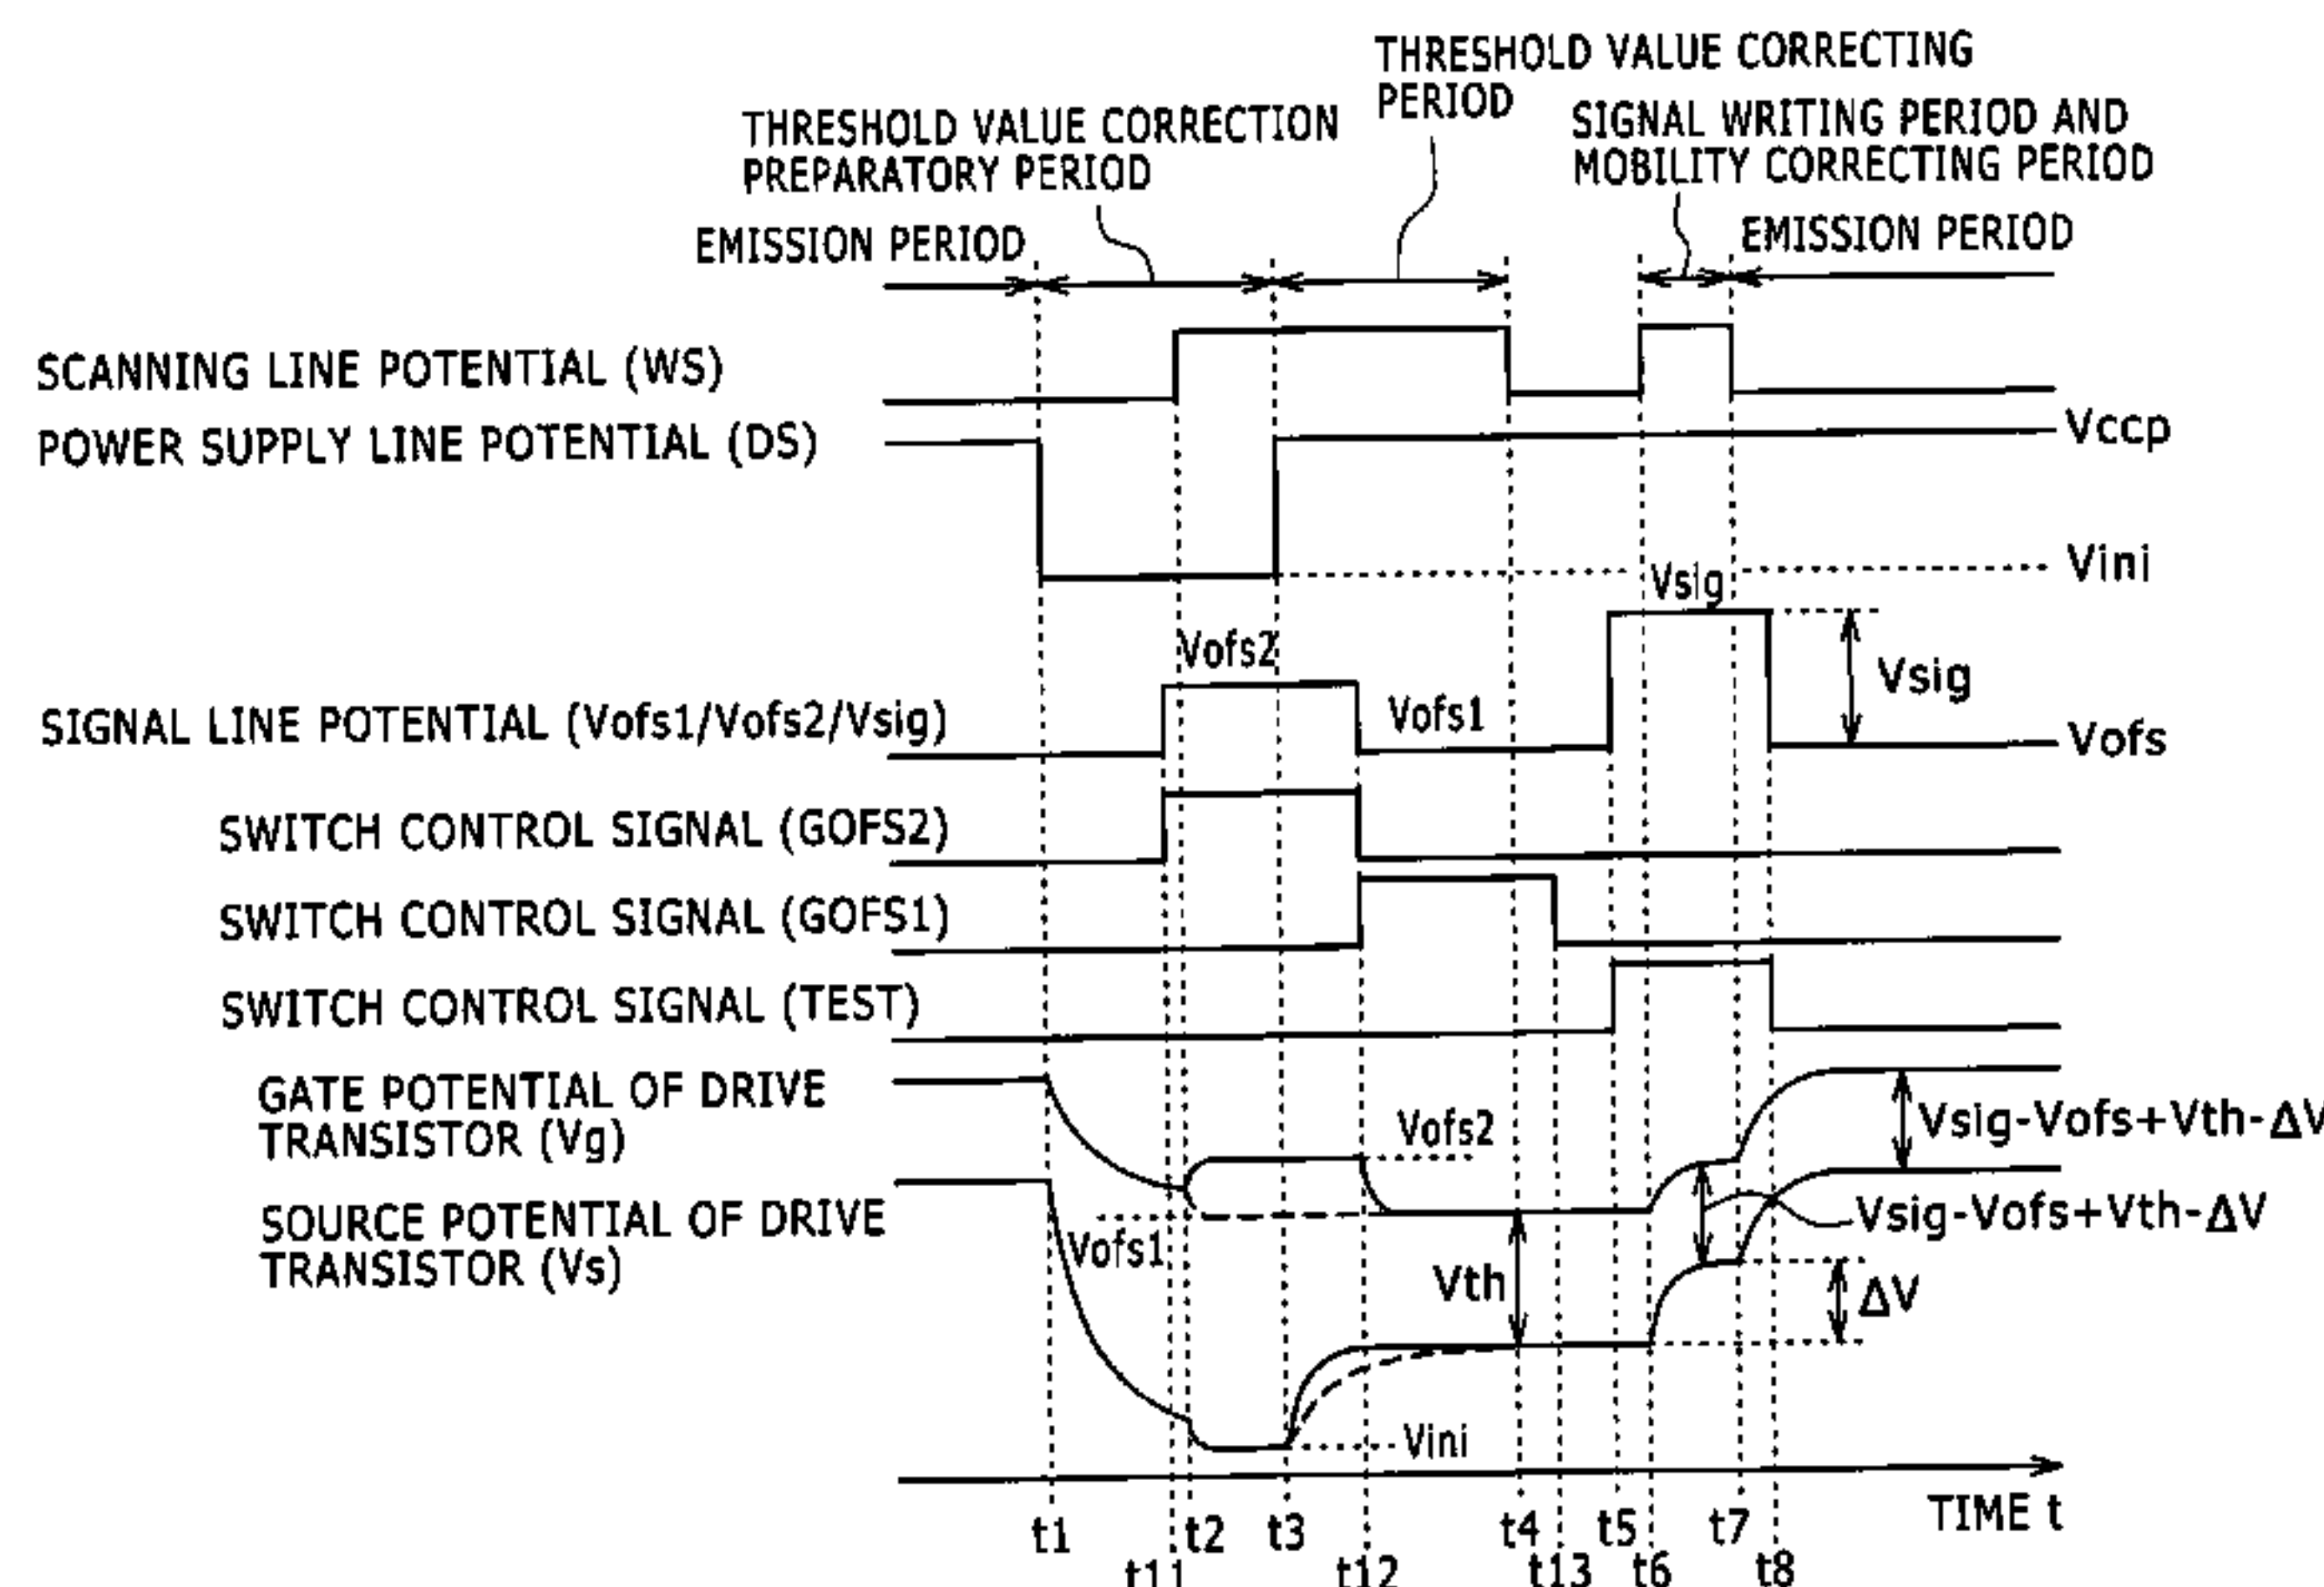 THRESHOLD VALUE CORRECTING
PERIOD
THRESHOLD VALUE CORRECTION
PREPARATORY PERIOD
SIGNAL WRITING PERIOD AND
MOBILITY CORRECTING PERIOD
EMISSION PERIOD
EMISSION PERIOD
SCANNING LINE POTENTIAL (WS)
POWER SUPPLY LINE POTENTIAL (DS)
Vccp
Vini
Vsig
Vofs2
Vsig
SIGNAL LINE POTENTIAL (Vofs1/Vofs2/Vsig)
Vofs1
Vofs
SWITCH CONTROL SIGNAL (GOFS2)
SWITCH CONTROL SIGNAL (GOFS1)
SWITCH CONTROL SIGNAL (TEST)
GATE POTENTIAL OF DRIVE
TRANSISTOR (Vg)
Vofs2
Vsig-Vofs+Vth-ΔV
SOURCE POTENTIAL OF DRIVE
TRANSISTOR (Vs)
Vofs1
Vsig-Vofs+Vth-ΔV
Vth
ΔV
Vini
TIME t
t1 t2 t3 t4 t5 t7
t11 t12 t13 t6 t8